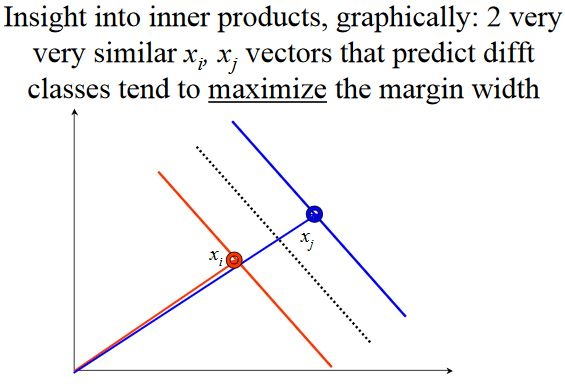 Insight into inner products, graphically: 2 very
very similar xi, xj vectors that predict difft
classes tend to maximize the margin width
xj
xi